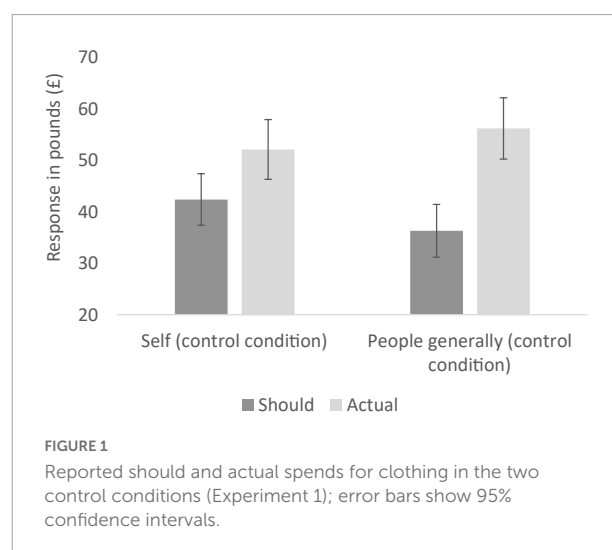 Response in pounds (£)
70
60
50
40
30
20
Self (control condition)
People generally (control
condition)
Should
Actual
FIGURE 1
Reported should and actual spends for clothing in the two
control conditions (Experiment 1); error bars show 95%
confidence intervals.